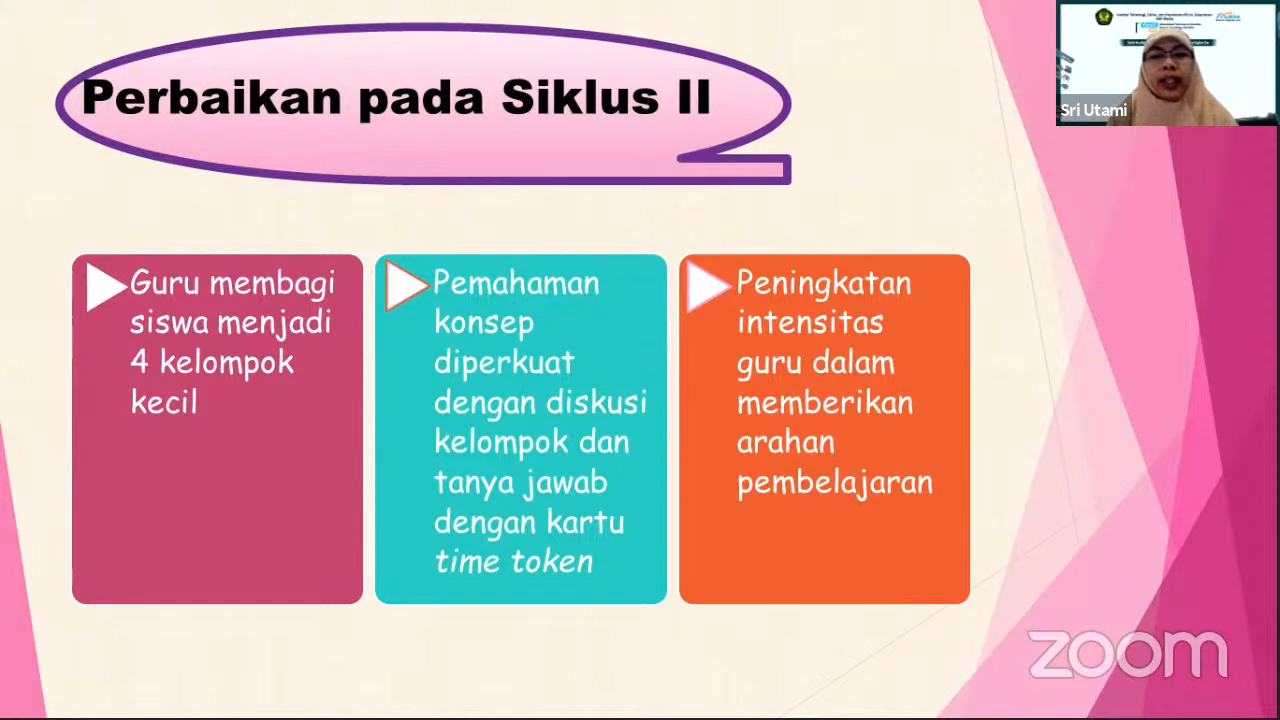 Perbaikan pada Siklus II
Guru membagi
siswa menjadi
4 kelompok
kecil
Pemahaman
konsep
diperkuat
dengan diskusi
kelompok dan
tanya jawab
dengan kartu
time token
Peningkatan
intensitas
guru dalam
memberikan
arahan
pembelajaran
Sri Utami
zoom